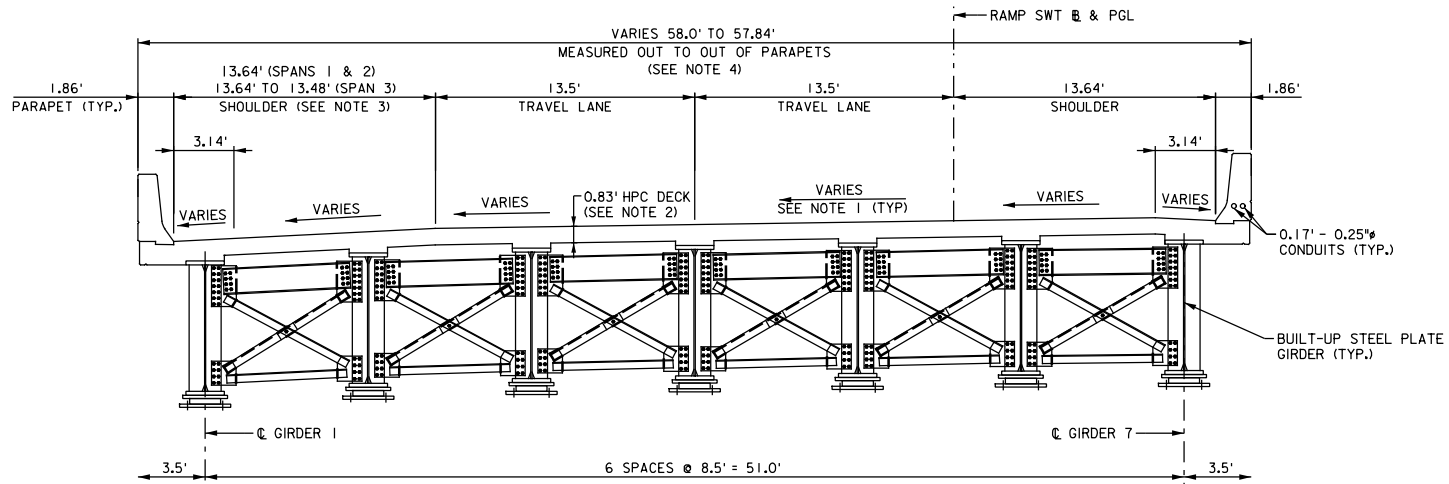 RAMP SWT ℄ & PGL
VARIES 58.0' TO 57.84'
MEASURED OUT TO OUT OF PARAPETS
(SEE NOTE 4)
13.64' (SPANS 1 & 2)
13.64' TO 13.48' (SPAN 3)
SHOULDER (SEE NOTE 3)
1.86'
PARAPET (TYP.)
13.5'
TRAVEL LANE
13.5'
TRAVEL LANE
13.64'
SHOULDER
1.86'
3.14'
3.14'
VARIES
VARIES
VARIES
0.83' HPC DECK
(SEE NOTE 2)
VARIES
SEE NOTE 1 (TYP)
VARIES
VARIES
0.17' - 0.25"ø
CONDUITS (TYP.)
BUILT-UP STEEL PLATE
GIRDER (TYP.)
℄ GIRDER 1
℄ GIRDER 7
3.5'
6 SPACES @ 8.5' = 51.0'
3.5'